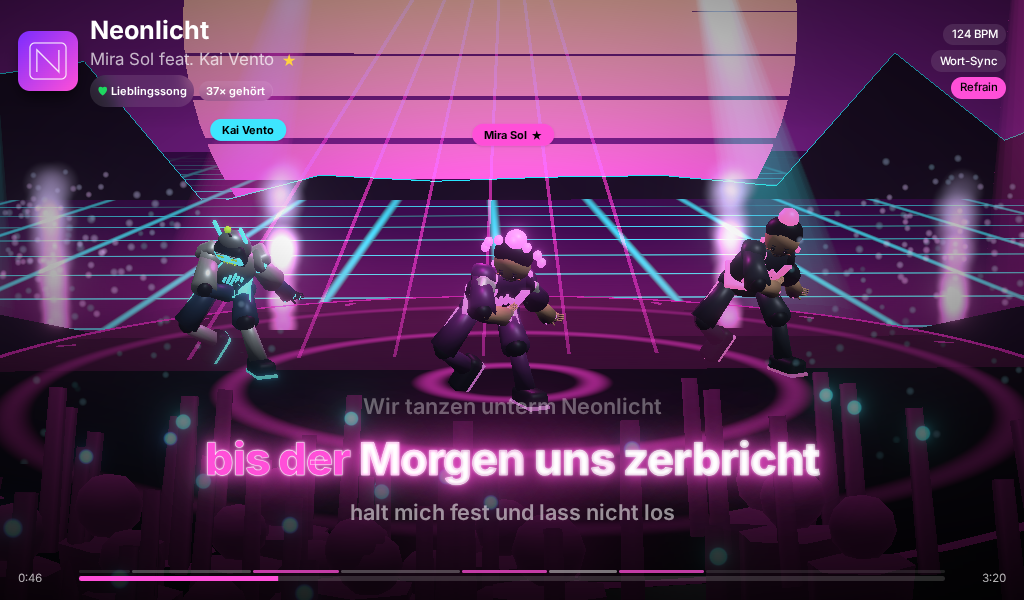 Neonlicht
Mira Sol feat. Kai Vento ★
Lieblingssong
37× gehört
124 BPM
Wort-Sync
Refrain
Kai Vento
Mira Sol ★
Wir tanzen unterm Neonlicht
bis der Morgen uns zerbricht
halt mich fest und lass nicht los
0:46
3:20